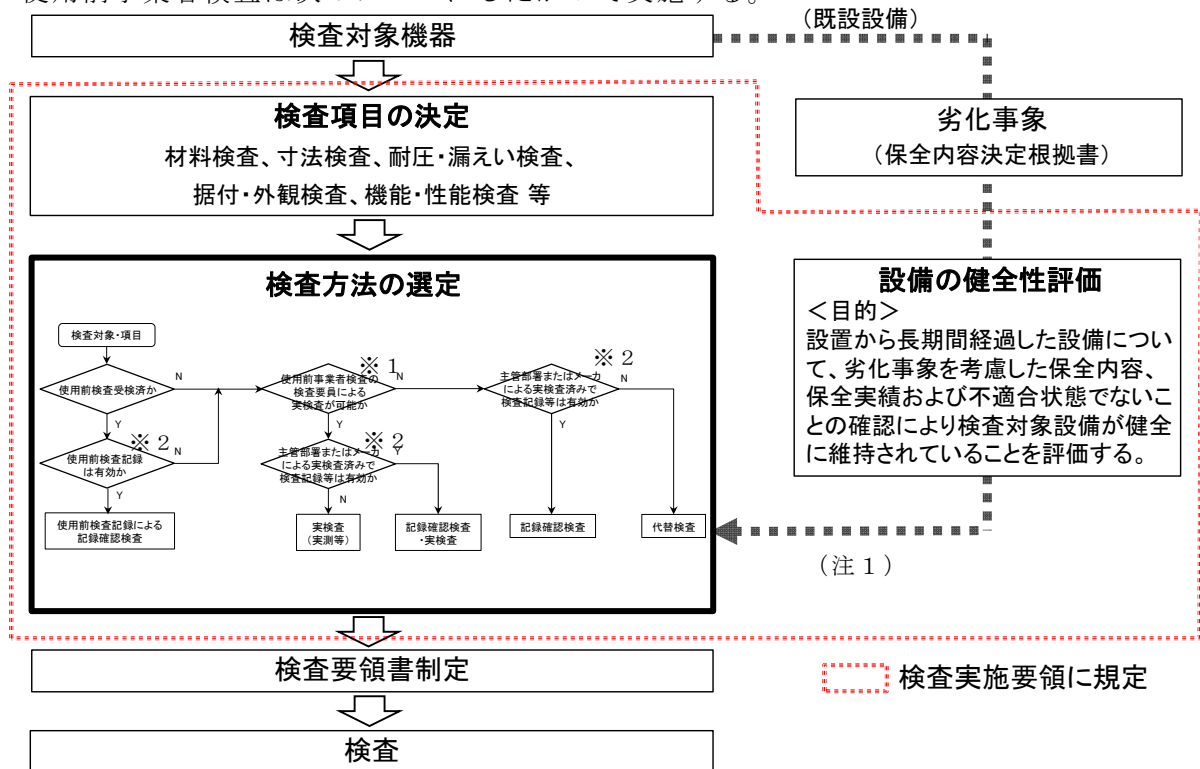 検査対象機器
（既設設備）
検査項目の決定
材料検査、寸法検査、耐圧・漏えい検査、
据付・外観検査、機能・性能検査 等
劣化事象
（保全内容決定根拠書）
検査方法の選定
検査対象・項目
使用前検査受検済か
N
Y
※２
使用前検査記録
は有効か
N
Y
使用前検査記録による
記録確認検査
※１
使用前事業者検査の
検査要員による
実検査が可能か
N
Y
※２
主管部署またはメーカ
による実検査済みで
検査記録等は有効か
Y
N
実検査
（実測等）
記録確認検査
・実検査
※２
主管部署またはメーカ
による実検査済みで
検査記録等は有効か
N
Y
記録確認検査
代替検査
設備の健全性評価
＜目的＞
設置から長期間経過した設備につい
て、劣化事象を考慮した保全内容、
保全実績および不適合状態でないこ
との確認により検査対象設備が健全
に維持されていることを評価する。
（注１）
検査要領書制定
検査実施要領に規定
検査